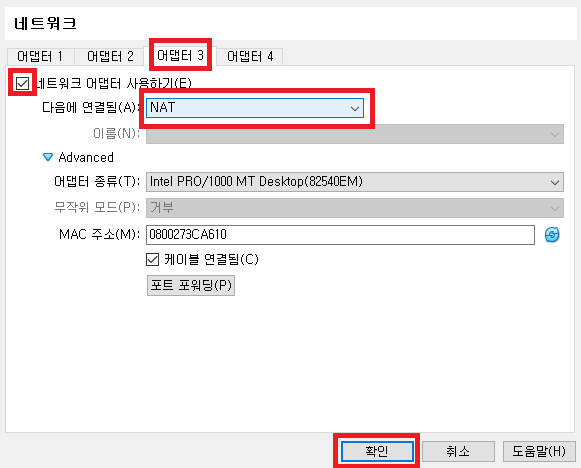 네트워크
어댑터 1 어댑터 2 어댑터 3 어댑터 4
네트워크 어댑터 사용하기(E)
다음에 연결됨(A): NAT
이름(N):
Advanced
어댑터 종류(T): Intel PRO/1000 MT Desktop(82540EM)
무작위 모드(P): 거부
MAC 주소(M): 0800273CA610
케이블 연결됨(C)
포트 포워딩(P)
확인 취소 도움말(H)